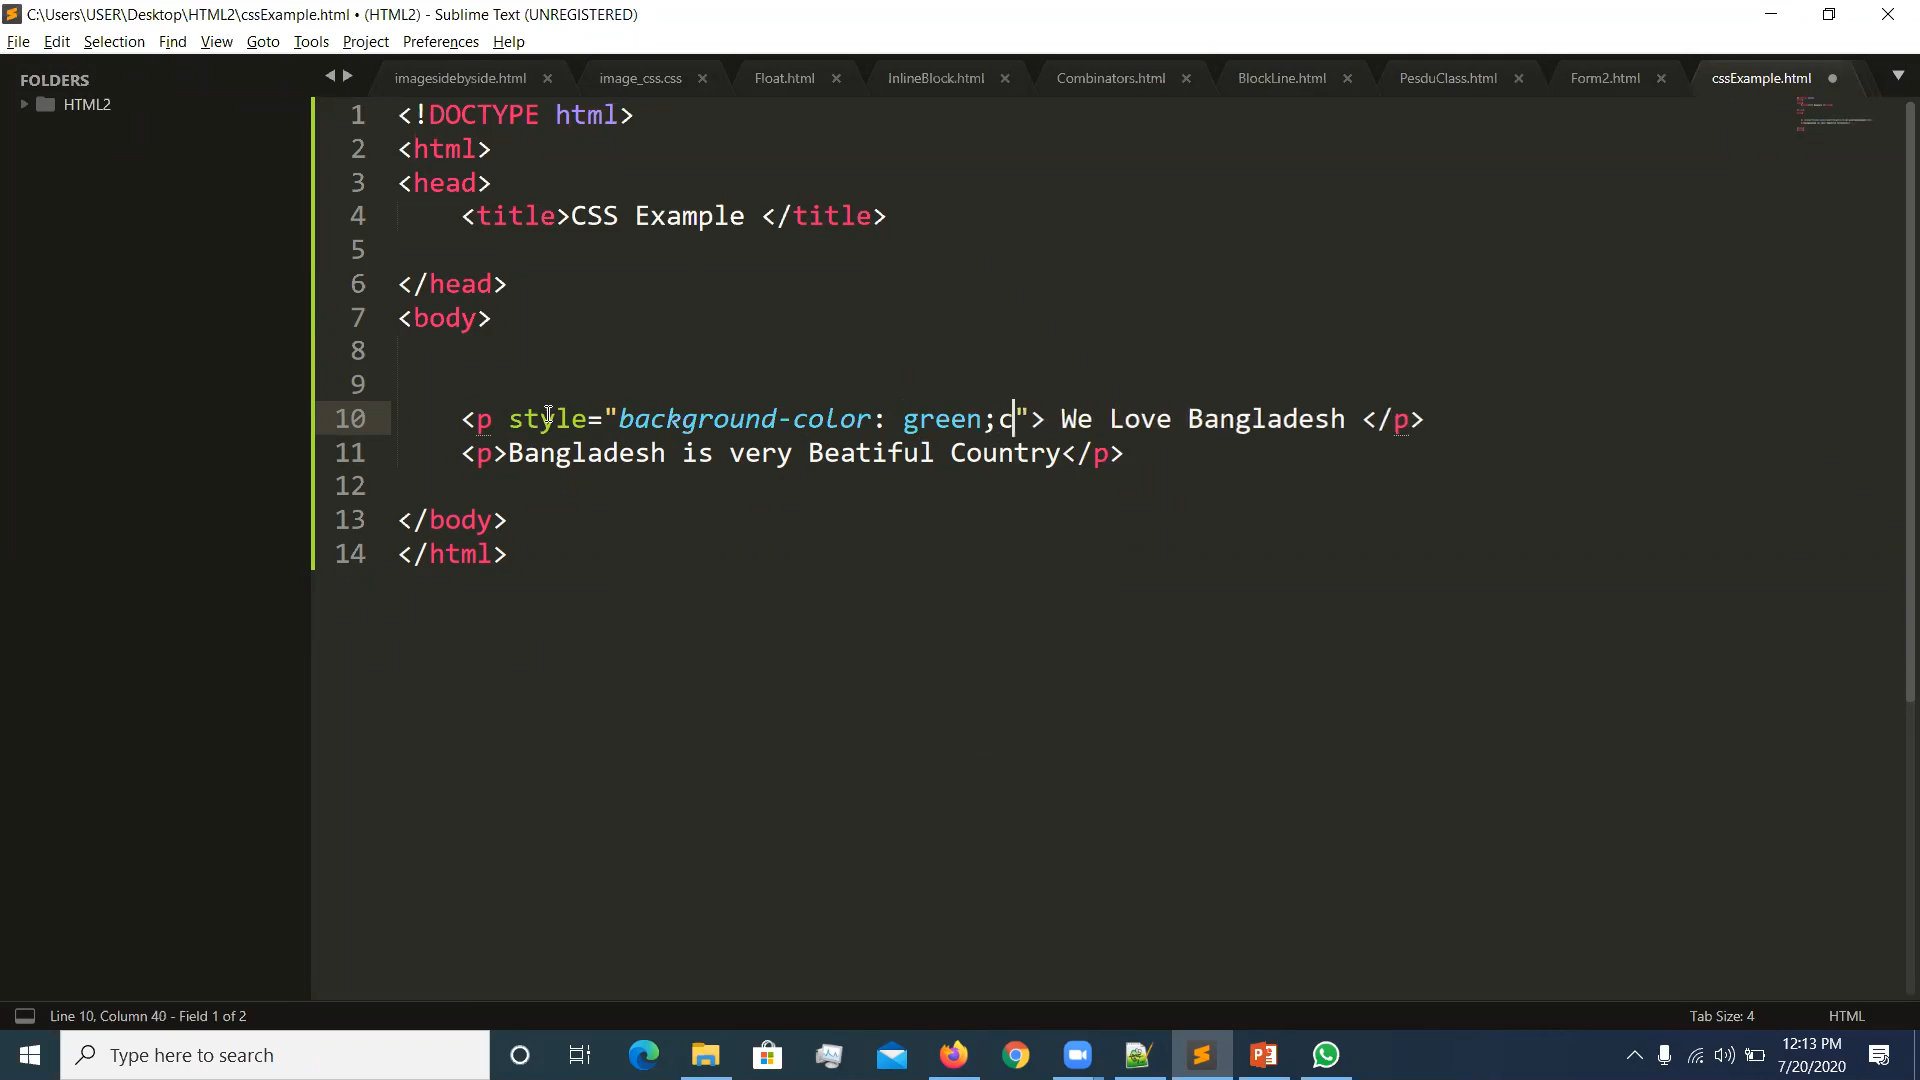 C:\Users\USER\Desktop\HTML2\cssExample.html • (HTML2) - Sublime Text (UNREGISTERED)
File Edit Selection Find View Goto Tools Project Preferences Help
FOLDERS
HTML2
imagesidebyside.html image_css.css Float.html InlineBlock.html Combinators.html BlockLine.html PesduClass.html Form2.html cssExample.html
1 <!DOCTYPE html>
2 <html>
3 <head>
4 <title>CSS Example </title>
5
6 </head>
7 <body>
8
9
10 <p style="background-color: green;c"> We Love Bangladesh </p>
11 <p>Bangladesh is very Beatiful Country</p>
12
13 </body>
14 </html>
Line 10, Column 40 - Field 1 of 2 Tab Size: 4 HTML
Type here to search
12:13 PM
7/20/2020